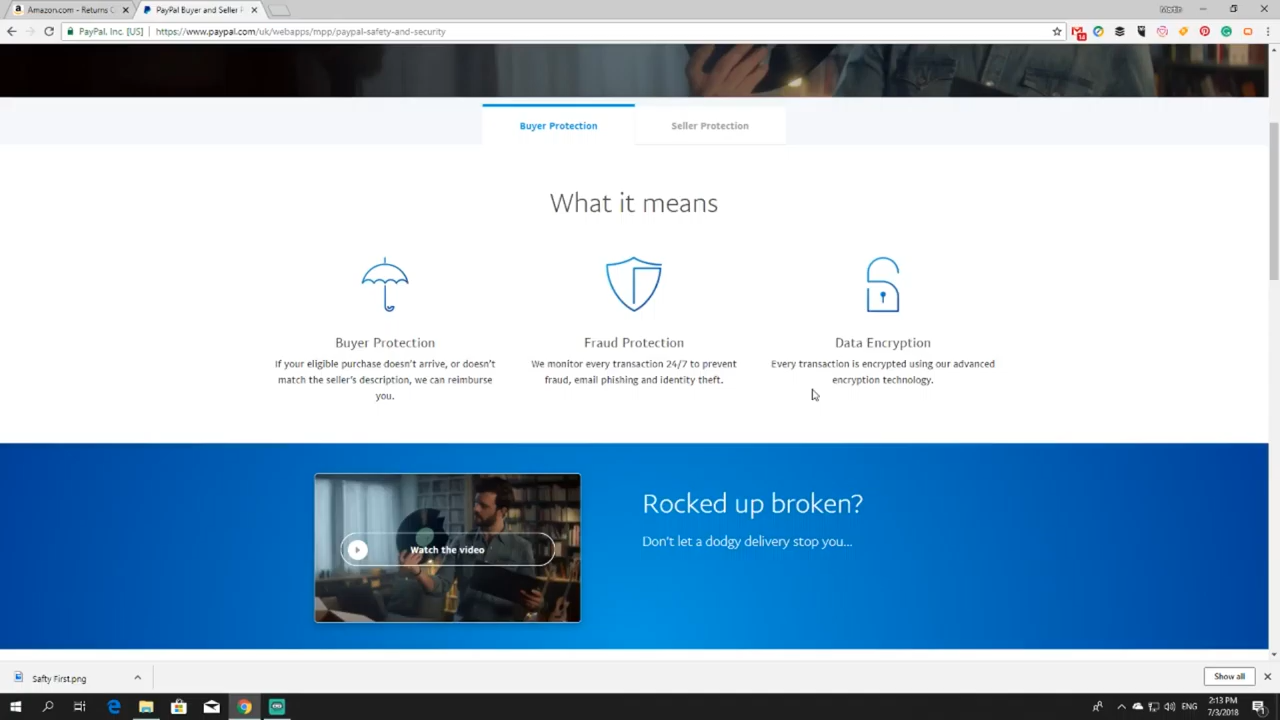 Amazon.com - Returns C
PayPal Buyer and Seller
PayPal, Inc. [US]
https://www.paypal.com/uk/webapps/mpp/paypal-safety-and-security
14
Buyer Protection
Seller Protection
What it means
Buyer Protection
If your eligible purchase doesn't arrive, or doesn't
match the seller's description, we can reimburse
you.
Fraud Protection
We monitor every transaction 24/7 to prevent
fraud, email phishing and identity theft.
Data Encryption
Every transaction is encrypted using our advanced
encryption technology.
Watch the video
Rocked up broken?
Don't let a dodgy delivery stop you...
Safty First.png
Show all
ENG
2:13 PM
7/3/2018